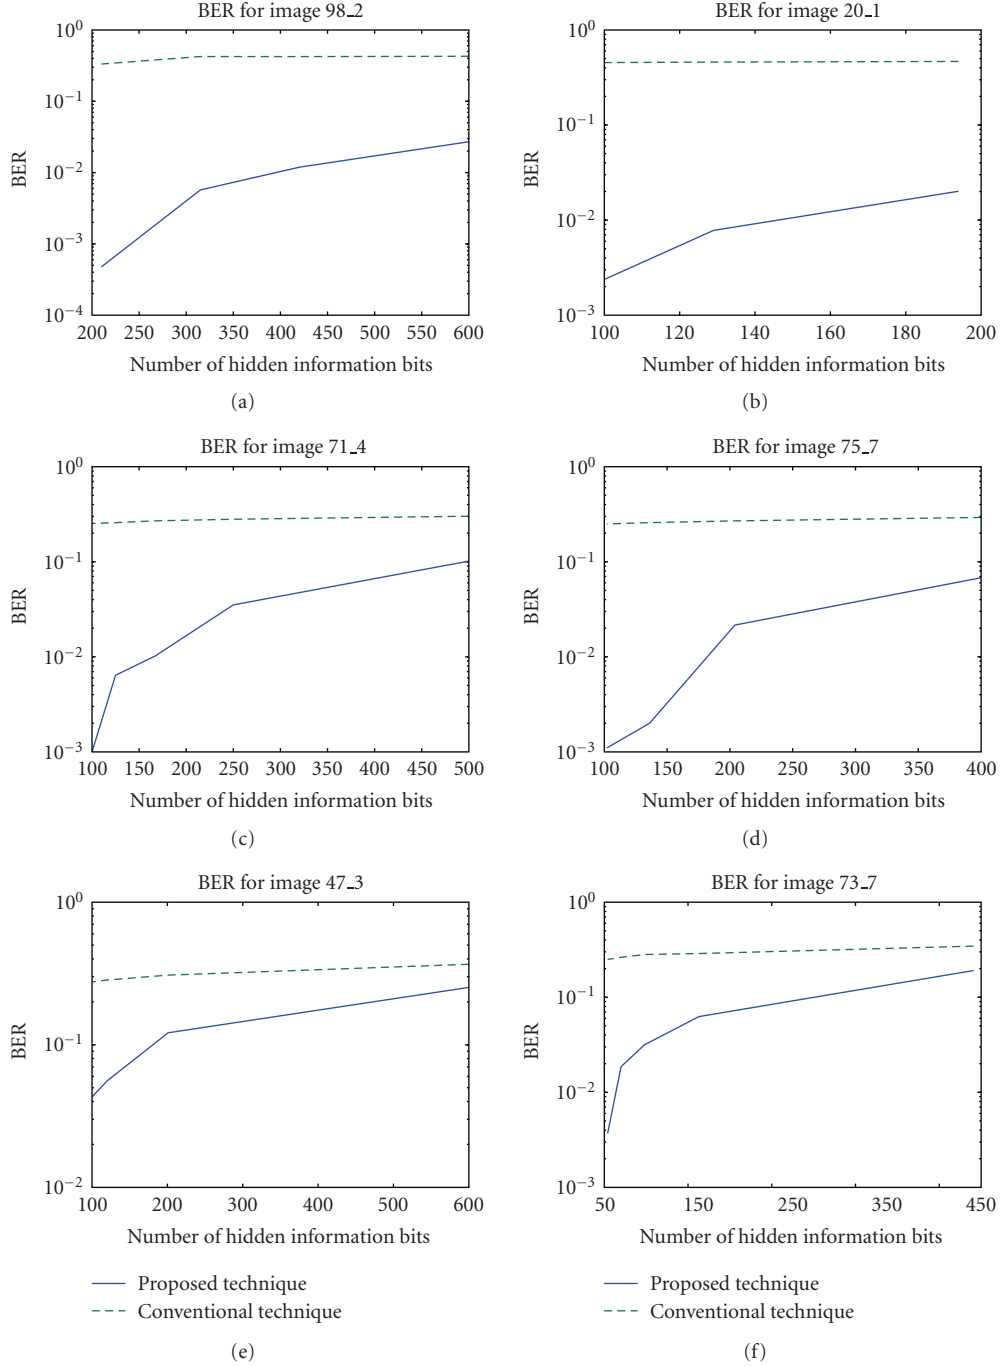 BER for image 98_2
10^0
10^−1
10^−2
10^−3
10^−4
BER
200 250 300 350 400 450 500 550 600
Number of hidden information bits
(a)
BER for image 20_1
10^0
10^−1
10^−2
10^−3
BER
100 120 140 160 180 200
Number of hidden information bits
(b)
BER for image 71_4
10^0
10^−1
10^−2
10^−3
BER
100 150 200 250 300 350 400 450 500
Number of hidden information bits
(c)
BER for image 75_7
10^0
10^−1
10^−2
10^−3
BER
100 150 200 250 300 350 400
Number of hidden information bits
(d)
BER for image 47_3
10^0
10^−1
10^−2
BER
100 200 300 400 500 600
Number of hidden information bits
Proposed technique
Conventional technique
(e)
BER for image 73_7
10^0
10^−1
10^−2
10^−3
BER
50 150 250 350 450
Number of hidden information bits
Proposed technique
Conventional technique
(f)